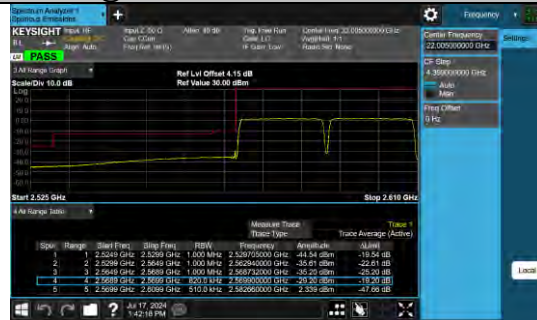 Spectrum Analyzer 1
Spurious Emissions
Frequency
KEYSIGHT Input: RF
Input Z: 50 Ω
Atten: 40 dB
Trig: Free Run
Center Freq: 22.005000000 GHz
RL
Align: Auto
Gate: LO
Avg|Hold: 1/1
IF Gain: Low
Radio Std: None
PASS
Center Frequency
22.005000000 GHz
Settings
CF Step
4.399000000 GHz
Auto
Man
Freq Offset
0 Hz
3 All Range Graph
Ref Lvl Offset 4.15 dB
Scale/Div 10.0 dB
Ref Value 30.00 dBm
Log
Start 2.525 GHz
Stop 2.610 GHz
4 All Range Table
Measure Trace
Trace 1
Trace Type
Trace Average (Active)
Spur Range Start Freq Stop Freq RBW Frequency Amplitude ΔLimit
1 1 2.5249 GHz 2.5299 GHz 1.000 MHz 2.529705000 GHz -44.54 dBm -19.54 dB
2 2 2.5299 GHz 2.5649 GHz 1.000 MHz 2.562940000 GHz -35.61 dBm -22.61 dB
3 3 2.5649 GHz 2.5689 GHz 1.000 MHz 2.568732000 GHz -35.20 dBm -25.20 dB
4 4 2.5689 GHz 2.5699 GHz 820.0 kHz 2.569900000 GHz -29.20 dBm -19.20 dB
5 5 2.5699 GHz 2.6099 GHz 510.0 kHz 2.582660000 GHz 2.339 dBm -47.66 dB
Local
Jul 17, 2024
1:42:16 PM